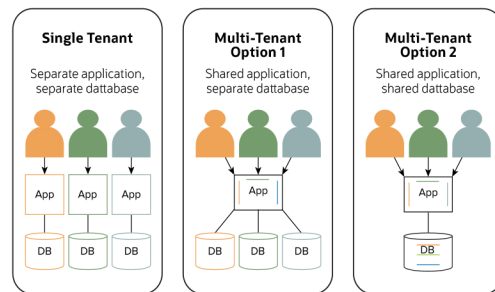 Single Tenant
Separate application,
separate dattabase
App
App
App
DB
DB
DB
Multi-Tenant
Option 1
Shared application,
separate dattabase
App
DB
DB
DB
Multi-Tenant
Option 2
Shared application,
shared dattabase
App
DB